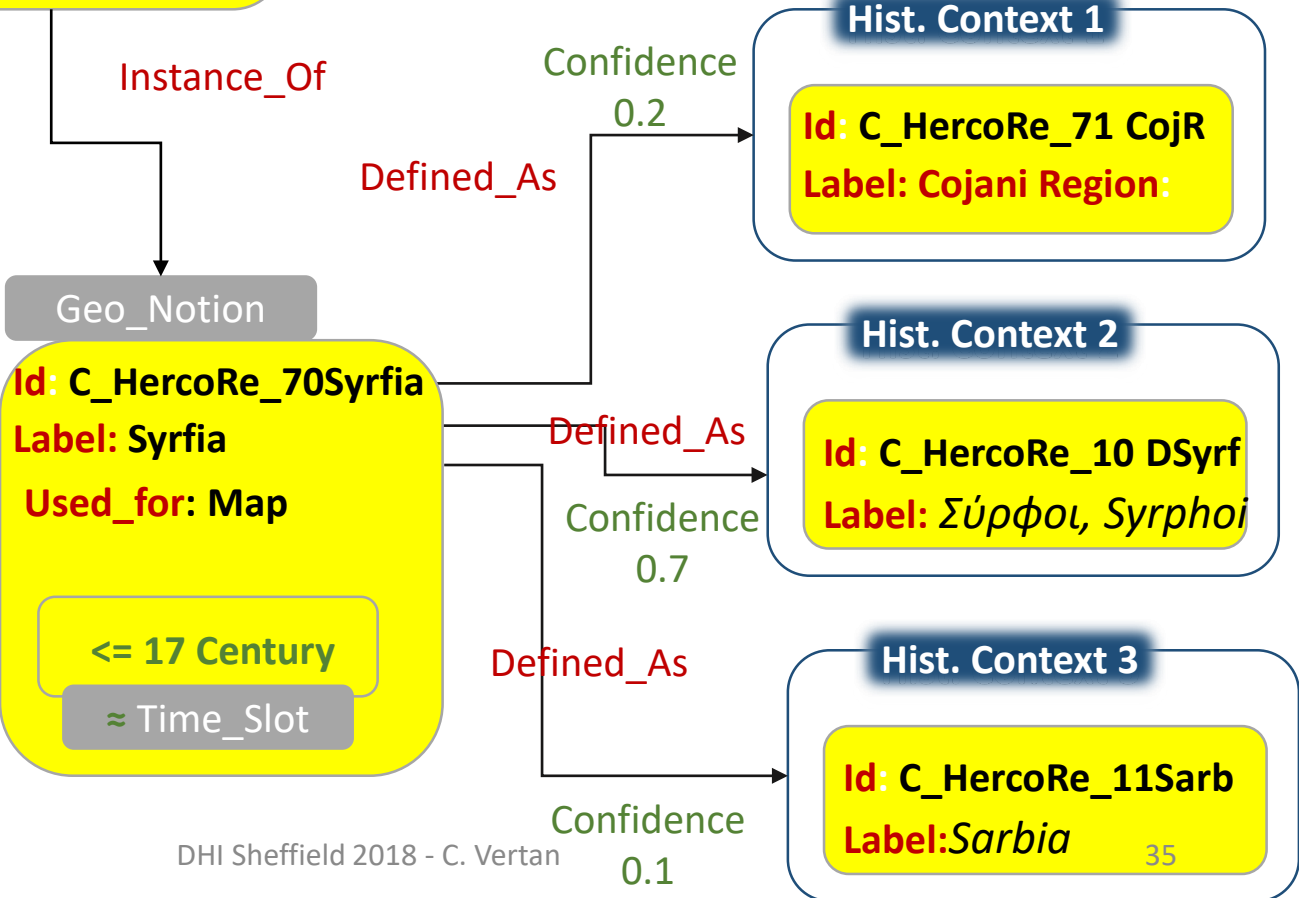 Instance_Of
Defined_As
Confidence
0.2
Hist. Context 1
Id: C_HercoRe_71 CojR
Label: Cojani Region:
Geo_Notion
Id: C_HercoRe_70Syrfia
Label: Syrfia
Used_for: Map
<= 17 Century
≈ Time_Slot
Defined_As
Confidence
0.7
Hist. Context 2
Id: C_HercoRe_10 DSyrf
Label: Σύρφοι, Syrphoi
Defined_As
Confidence
0.1
Hist. Context 3
Id: C_HercoRe_11Sarb
Label:Sarbia
DHI Sheffield 2018 - C. Vertan
35